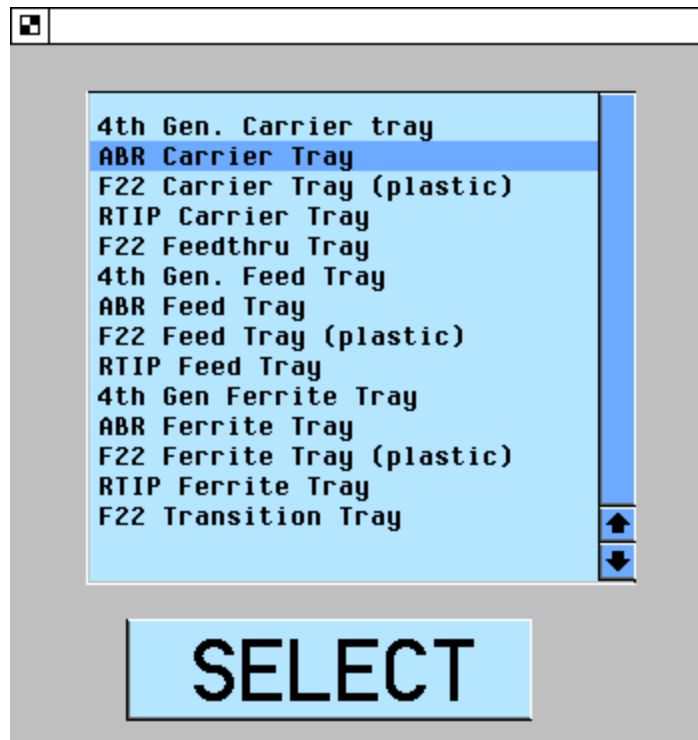 4th Gen. Carrier tray
ABR Carrier Tray
F22 Carrier Tray (plastic)
RTIP Carrier Tray
F22 Feedthru Tray
4th Gen. Feed Tray
ABR Feed Tray
F22 Feed Tray (plastic)
RTIP Feed Tray
4th Gen Ferrite Tray
ABR Ferrite Tray
F22 Ferrite Tray (plastic)
RTIP Ferrite Tray
F22 Transition Tray
SELECT